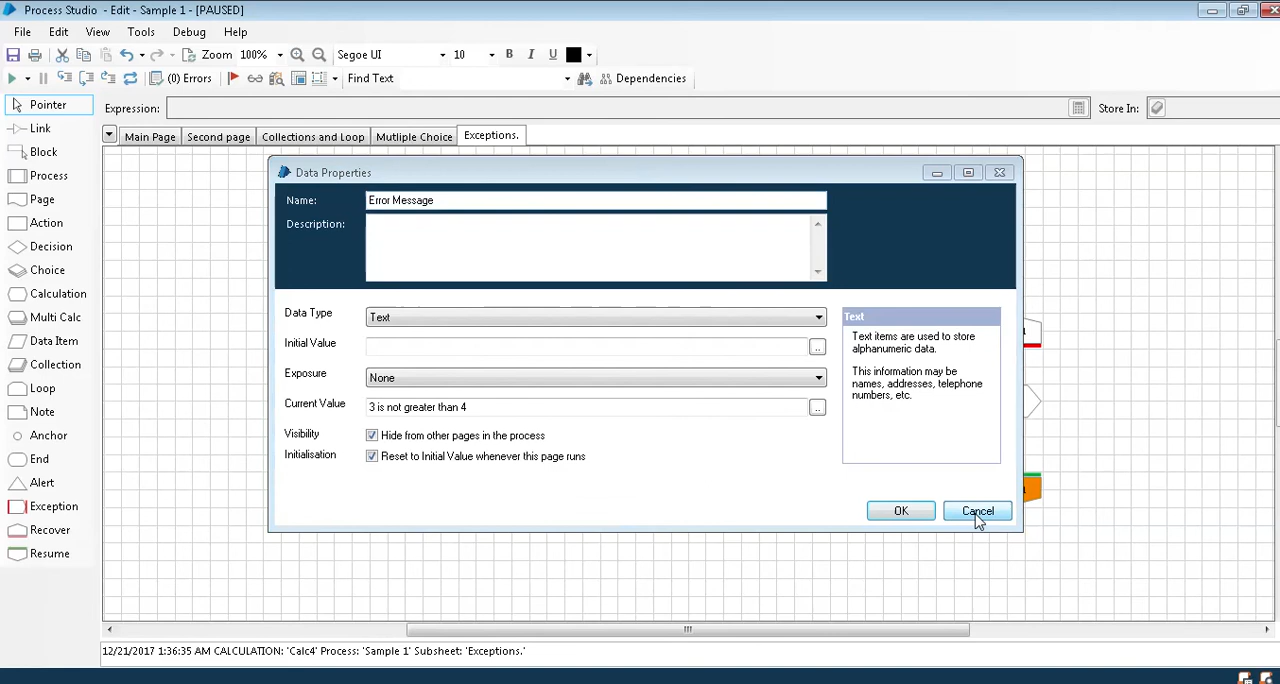 Process Studio - Edit - Sample 1 - [PAUSED]
File Edit View Tools Debug Help
Zoom 100% Segoe UI 10 B I U
(0) Errors Find Text Dependencies
Pointer Expression: Store In:
Link
Main Page Second page Collections and Loop Mutliple Choice Exceptions.
Block
Process
Page
Action
Decision
Choice
Calculation
Multi Calc
Data Item
Collection
Loop
Note
Anchor
End
Alert
Exception
Recover
Resume
Data Properties
Name: Error Message
Description:
Data Type Text
Initial Value ..
Exposure None
Current Value 3 is not greater than 4 ..
Visibility Hide from other pages in the process
Initialisation Reset to Initial Value whenever this page runs
Text
Text items are used to store
alphanumeric data.
This information may be
names, addresses, telephone
numbers, etc.
OK Cancel
12/21/2017 1:36:35 AM CALCULATION: 'Calc4' Process: 'Sample 1' Subsheet: 'Exceptions.'